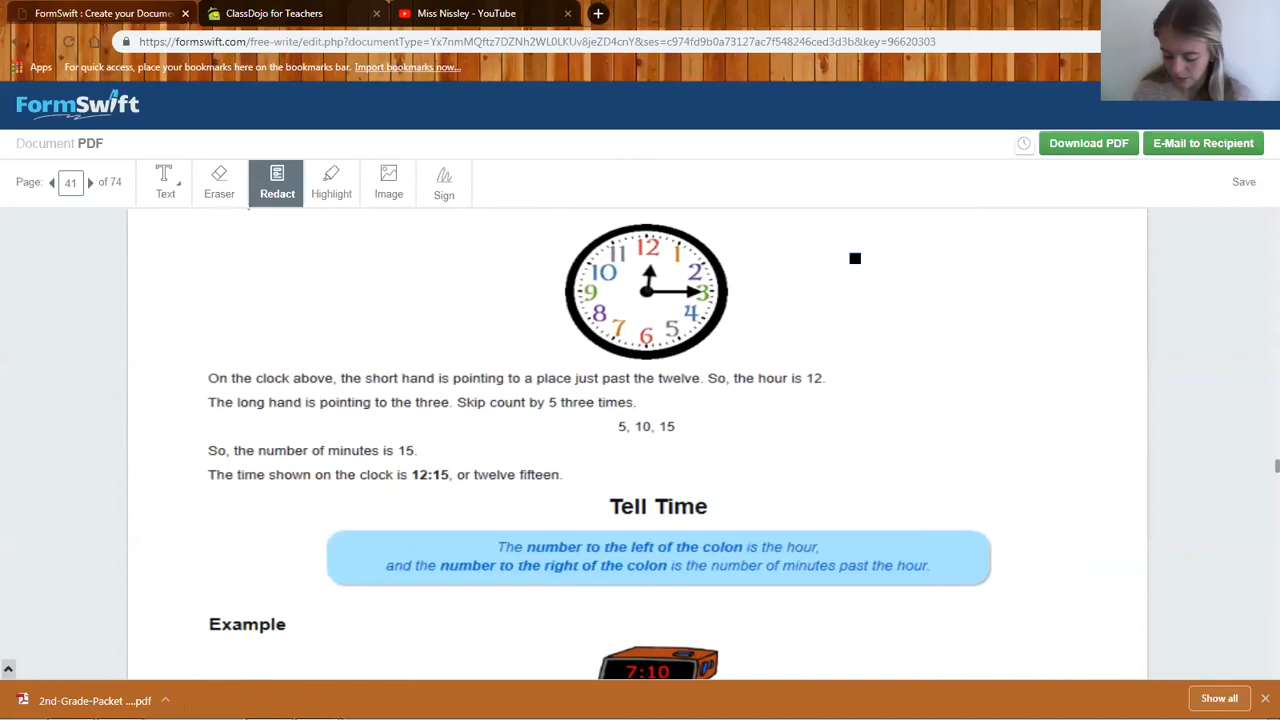 FormSwift : Create your Docume
ClassDojo for Teachers
Miss Nissley - YouTube
https://formswift.com/free-write/edit.php?documentType=Yx7nmMQftz7DZNh2WL0LKUv8jeZD4cnY&ses=c974fd9b0a73127ac7f548246ced3d3b&key=96620303
Apps For quick access, place your bookmarks here on the bookmarks bar. Import bookmarks now...
FormSwift
Document PDF
Download PDF
E-Mail to Recipient
Page: 41 of 74
Text
Eraser
Redact
Highlight
Image
Sign
Save
12
1
2
3
4
5
6
7
8
9
10
11
On the clock above, the short hand is pointing to a place just past the twelve. So, the hour is 12.
The long hand is pointing to the three. Skip count by 5 three times.
5, 10, 15
So, the number of minutes is 15.
The time shown on the clock is 12:15, or twelve fifteen.
Tell Time
The number to the left of the colon is the hour,
and the number to the right of the colon is the number of minutes past the hour.
Example
7:10
2nd-Grade-Packet ....pdf
Show all